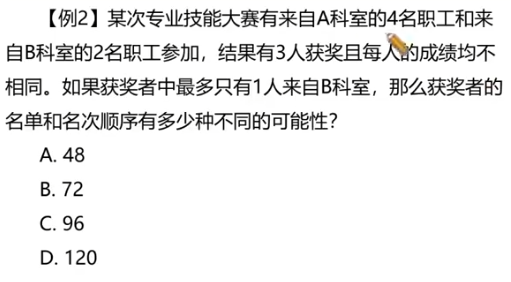 【例2】某次专业技能大赛有来自A科室的4名职工和来
自B科室的2名职工参加，结果有3人获奖且每人的成绩均不
相同。如果获奖者中最多只有1人来自B科室，那么获奖者的
名单和名次顺序有多少种不同的可能性？
A. 48
B. 72
C. 96
D. 120